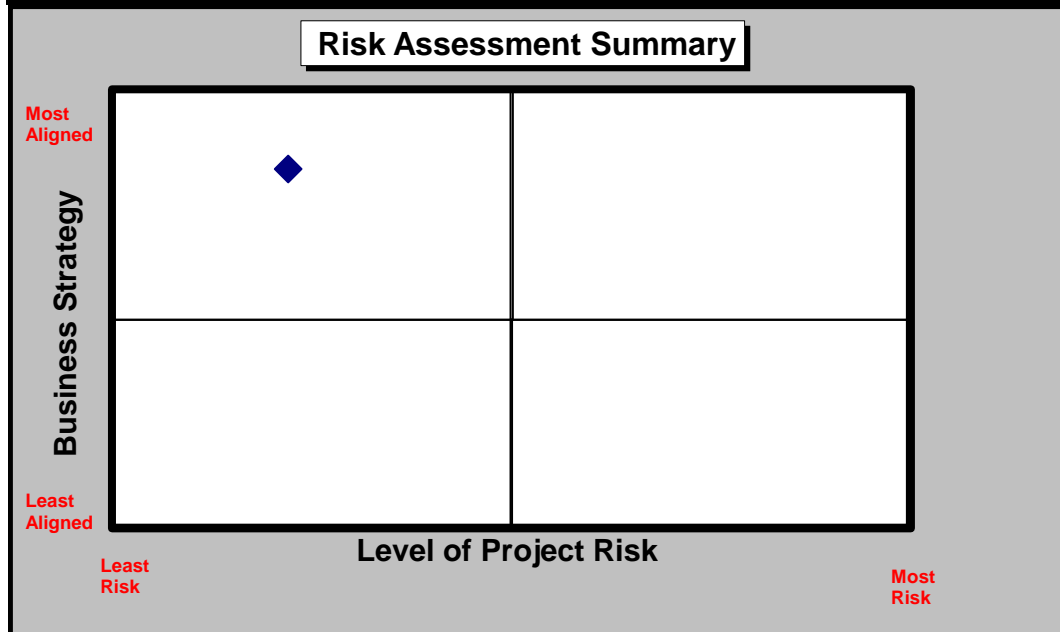 Risk Assessment Summary
Most
Aligned
Business Strategy
Least
Aligned
Level of Project Risk
Least
Risk
Most
Risk